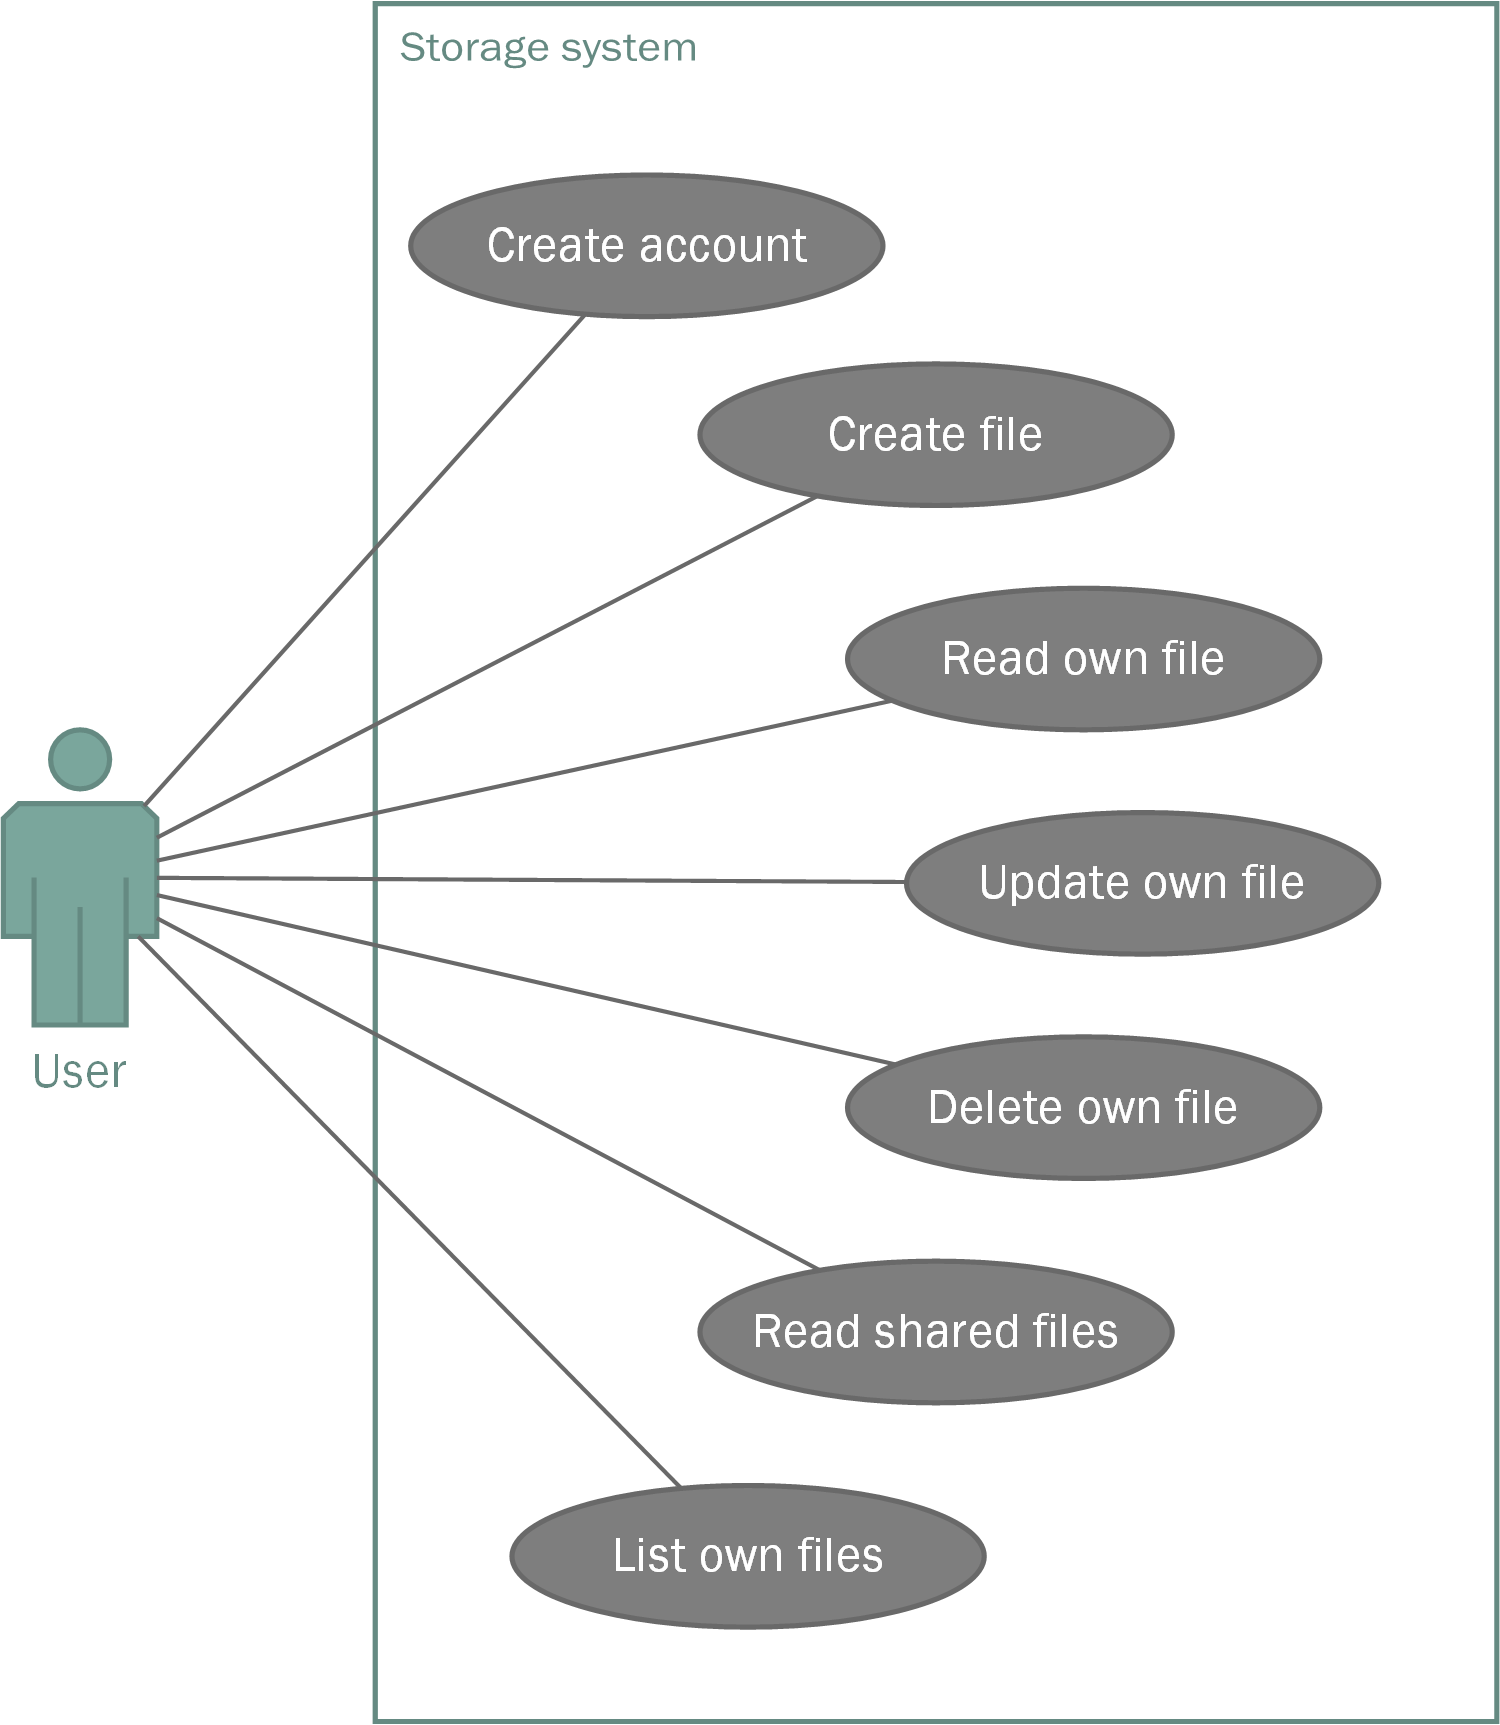 Storage system
Create account
Create file
Read own file
Update own file
Delete own file
User
Read shared files
List own files